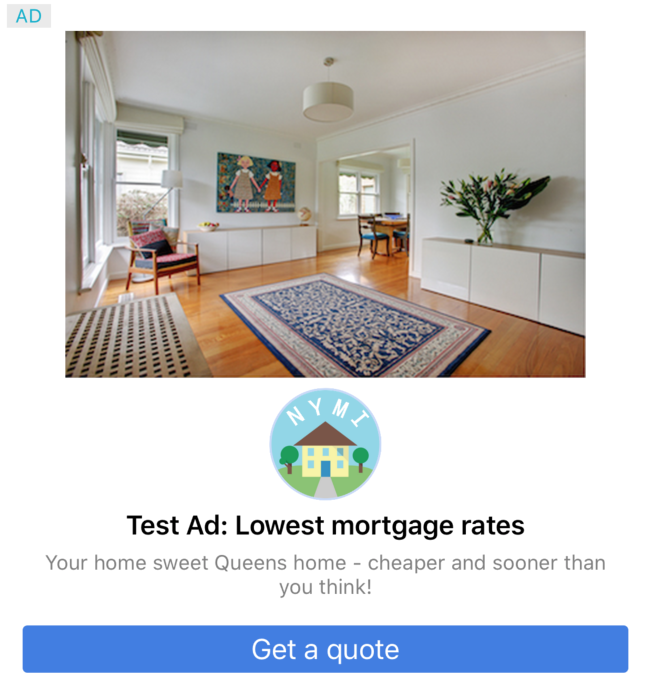 AD
NYMI
Test Ad: Lowest mortgage rates
Your home sweet Queens home - cheaper and sooner than
you think!
Get a quote